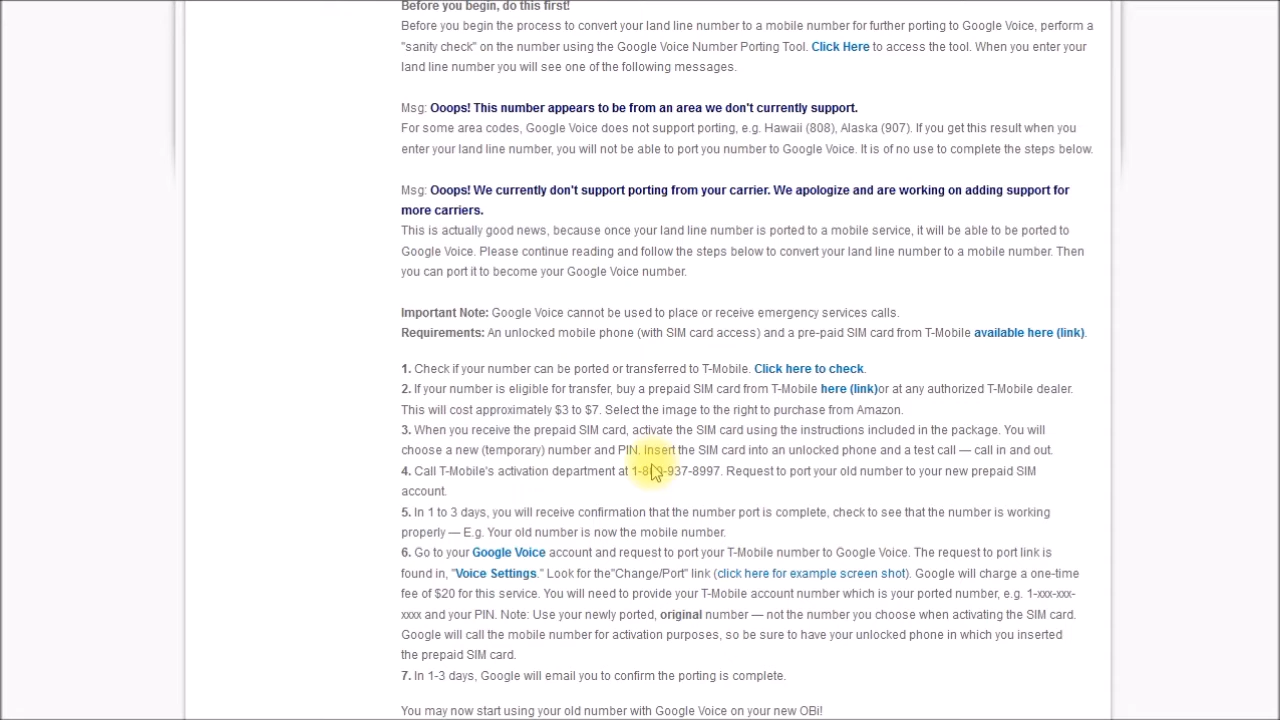 Before you begin, do this first!
Before you begin the process to convert your land line number to a mobile number for further porting to Google Voice, perform a
"sanity check" on the number using the Google Voice Number Porting Tool. Click Here to access the tool. When you enter your
land line number you will see one of the following messages.
Msg: Ooops! This number appears to be from an area we don't currently support.
For some area codes, Google Voice does not support porting, e.g. Hawaii (808), Alaska (907). If you get this result when you
enter your land line number, you will not be able to port you number to Google Voice. It is of no use to complete the steps below.
Msg: Ooops! We currently don't support porting from your carrier. We apologize and are working on adding support for
more carriers.
This is actually good news, because once your land line number is ported to a mobile service, it will be able to be ported to
Google Voice. Please continue reading and follow the steps below to convert your land line number to a mobile number. Then
you can port it to become your Google Voice number.
Important Note: Google Voice cannot be used to place or receive emergency services calls.
Requirements: An unlocked mobile phone (with SIM card access) and a pre-paid SIM card from T-Mobile available here (link).
1. Check if your number can be ported or transferred to T-Mobile. Click here to check.
2. If your number is eligible for transfer, buy a prepaid SIM card from T-Mobile here (link)or at any authorized T-Mobile dealer.
This will cost approximately $3 to $7. Select the image to the right to purchase from Amazon.
3. When you receive the prepaid SIM card, activate the SIM card using the instructions included in the package. You will
choose a new (temporary) number and PIN. Insert the SIM card into an unlocked phone and a test call — call in and out.
4. Call T-Mobile's activation department at -937-8997. Request to port your old number to your new prepaid SIM
account.
5. In 1 to 3 days, you will receive confirmation that the number port is complete, check to see that the number is working
properly — E.g. Your old number is now the mobile number.
6. Go to your Google Voice account and request to port your T-Mobile number to Google Voice. The request to port link is
found in, "Voice Settings." Look for the"Change/Port" link (click here for example screen shot). Google will charge a one-time
fee of $20 for this service. You will need to provide your T-Mobile account number which is your ported number, e.g. 1-xxx-xxx-
xxxx and your PIN. Note: Use your newly ported, original number — not the number you choose when activating the SIM card.
Google will call the mobile number for activation purposes, so be sure to have your unlocked phone in which you inserted
the prepaid SIM card.
7. In 1-3 days, Google will email you to confirm the porting is complete.
You may now start using your old number with Google Voice on your new OBi!